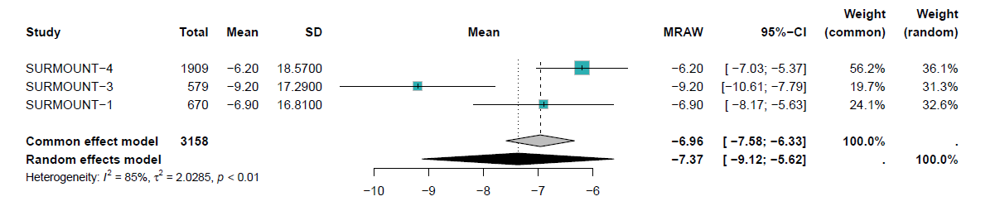 Weight Weight
Study Total Mean SD Mean MRAW 95%−CI (common) (random)
SURMOUNT−4 1909 −6.20 18.5700 −6.20 [ −7.03; −5.37] 56.2% 36.1%
SURMOUNT−3 579 −9.20 17.2900 −9.20 [−10.61; −7.79] 19.7% 31.3%
SURMOUNT−1 670 −6.90 16.8100 −6.90 [ −8.17; −5.63] 24.1% 32.6%
Common effect model 3158 −6.96 [ −7.58; −6.33] 100.0% .
Random effects model −7.37 [ −9.12; −5.62] . 100.0%
Heterogeneity: I² = 85%, τ² = 2.0285, p < 0.01
−10 −9 −8 −7 −6